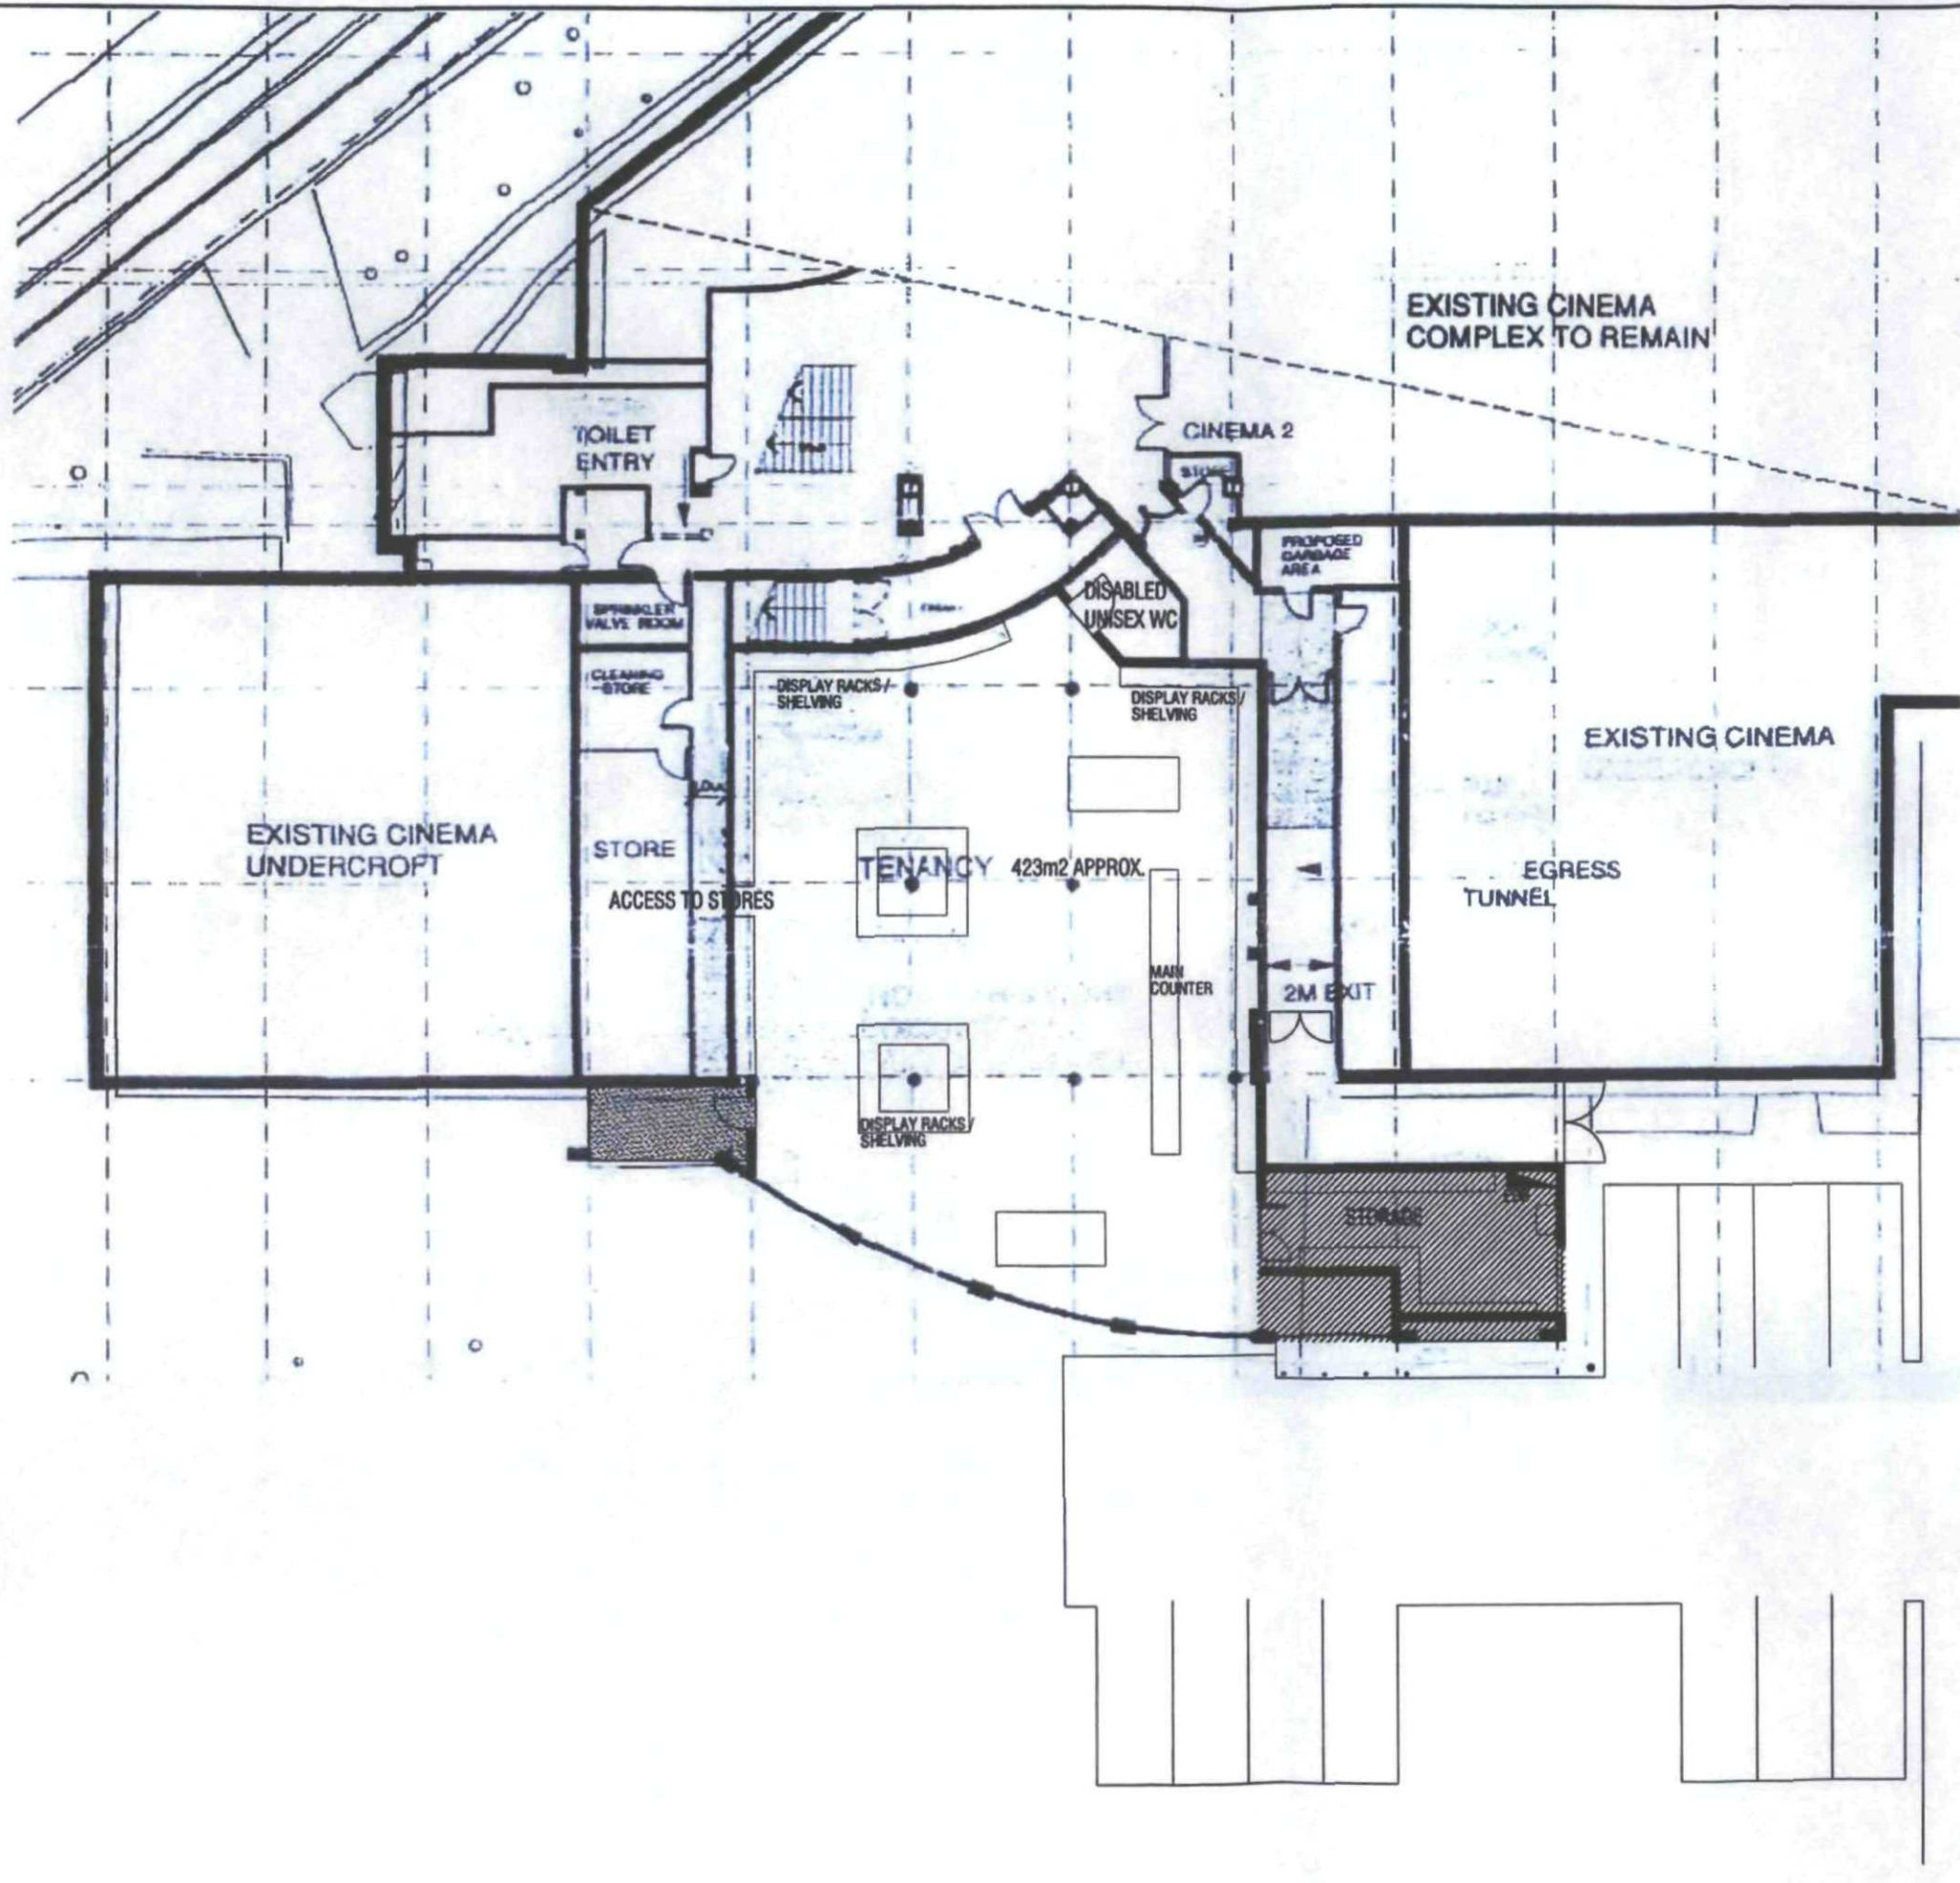 EXISTING CINEMA
COMPLEX TO REMAIN
TOILET
ENTRY
CINEMA 2
STORE
PROPOSED
GARBAGE
AREA
DISABLED
UNISEX WC
SPRINKLER
VALVE ROOM
CLEANING
STORE
DISPLAY RACKS /
SHELVING
DISPLAY RACKS /
SHELVING
EXISTING CINEMA
EXISTING CINEMA
UNDERCROFT
STORE
TENANCY
423m2 APPROX.
ACCESS TO STORES
EGRESS
TUNNEL
MAIN
COUNTER
2M EXIT
DISPLAY RACKS /
SHELVING
STORAGE